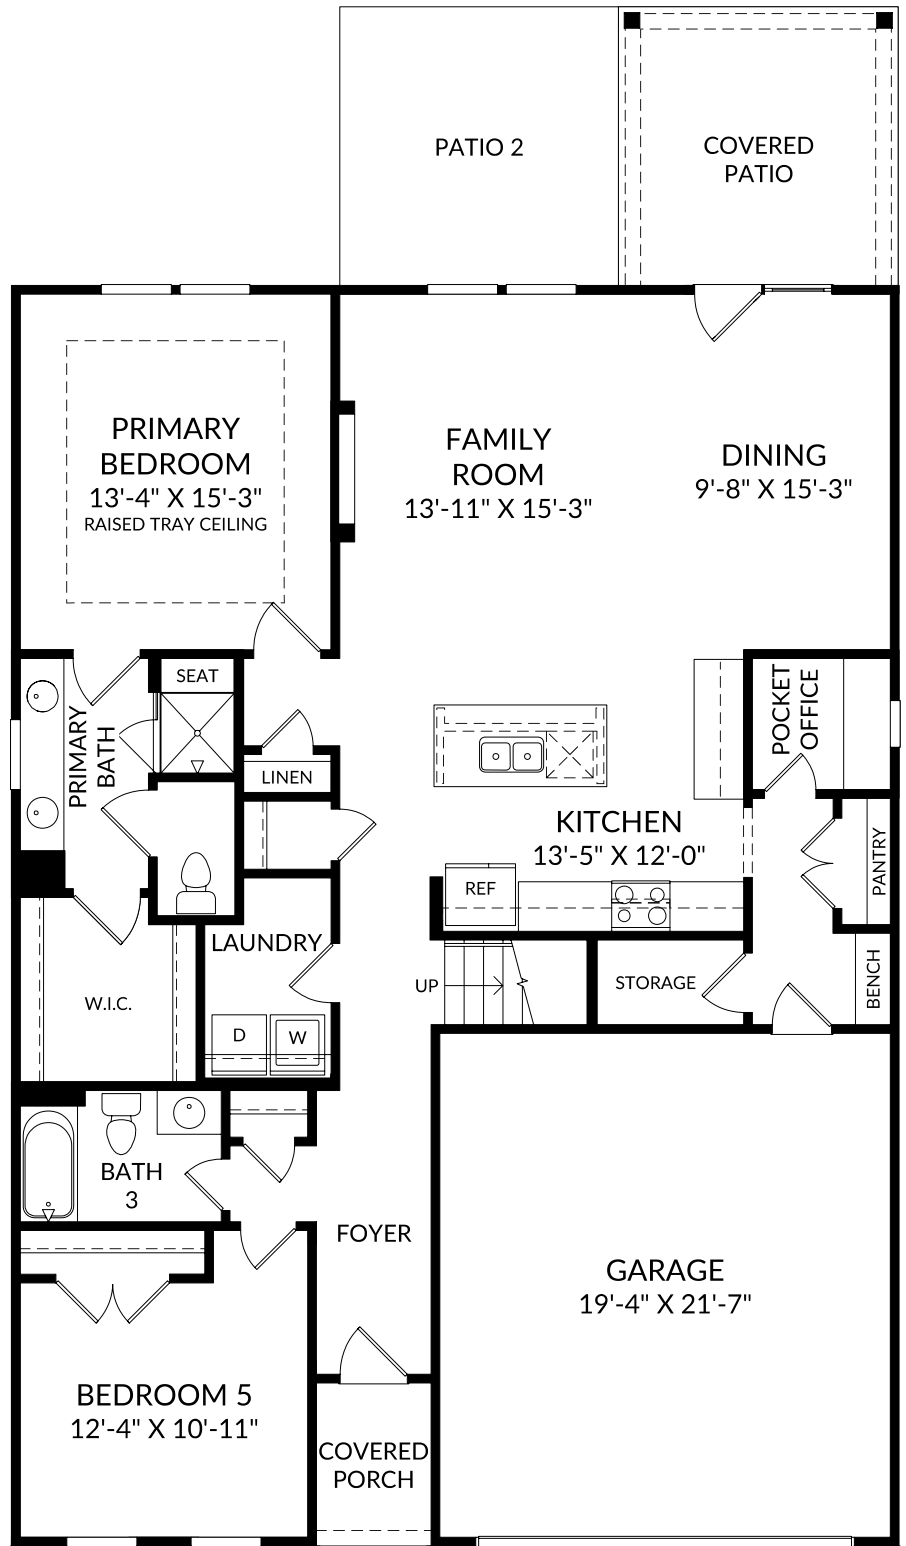 PATIO 2
COVERED
PATIO
PRIMARY
BEDROOM
13'-4" X 15'-3"
RAISED TRAY CEILING
FAMILY
ROOM
13'-11" X 15'-3"
DINING
9'-8" X 15'-3"
SEAT
PRIMARY
BATH
LINEN
POCKET
OFFICE
KITCHEN
13'-5" X 12'-0"
REF
PANTRY
LAUNDRY
UP
STORAGE
BENCH
W.I.C.
D
W
BATH
3
FOYER
GARAGE
19'-4" X 21'-7"
BEDROOM 5
12'-4" X 10'-11"
COVERED
PORCH